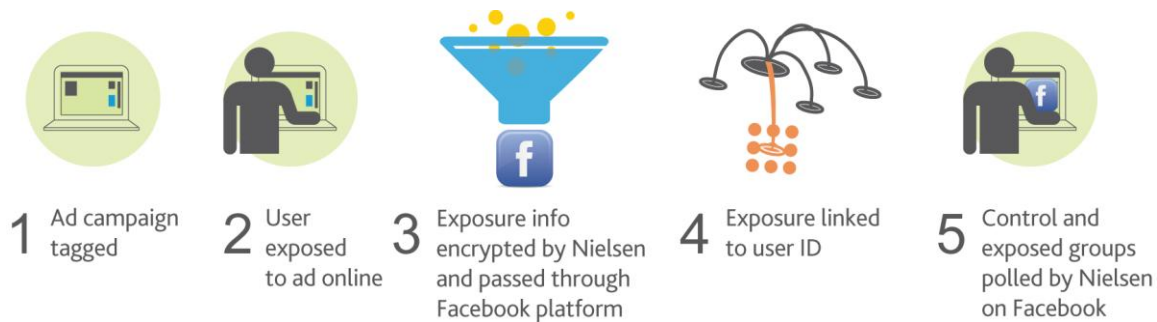 f
f
1 Ad campaign
tagged
2 User
exposed
to ad online
3 Exposure info
encrypted by Nielsen
and passed through
Facebook platform
4 Exposure linked
to user ID
5 Control and
exposed groups
polled by Nielsen
on Facebook